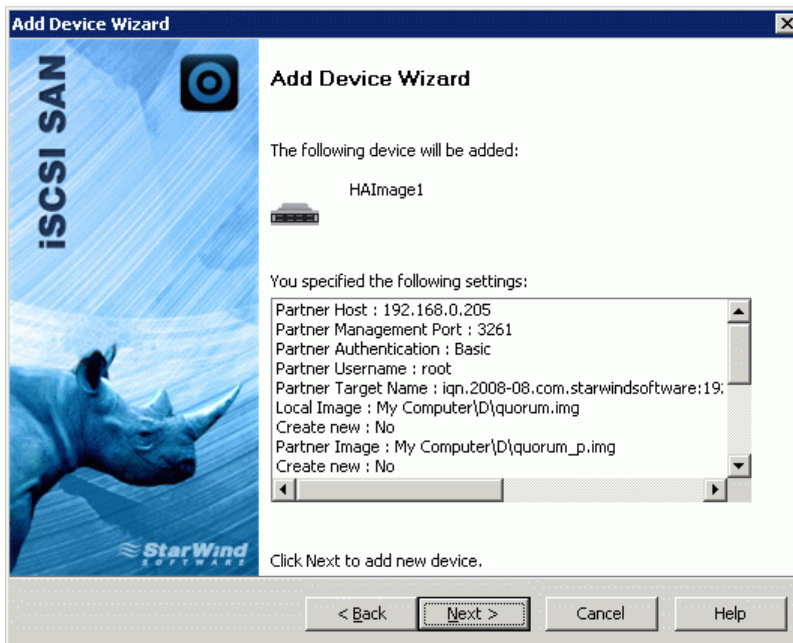 Add Device Wizard
iSCSI SAN
Add Device Wizard
The following device will be added:
HAImage1
You specified the following settings:
Partner Host : 192.168.0.205
Partner Management Port : 3261
Partner Authentication : Basic
Partner Username : root
Partner Target Name : iqn.2008-08.com.starwindsoftware:19
Local Image : My Computer\D\quorum.img
Create new : No
Partner Image : My Computer\D\quorum_p.img
Create new : No
StarWind
SOFTWARE
Click Next to add new device.
< Back
Next >
Cancel
Help